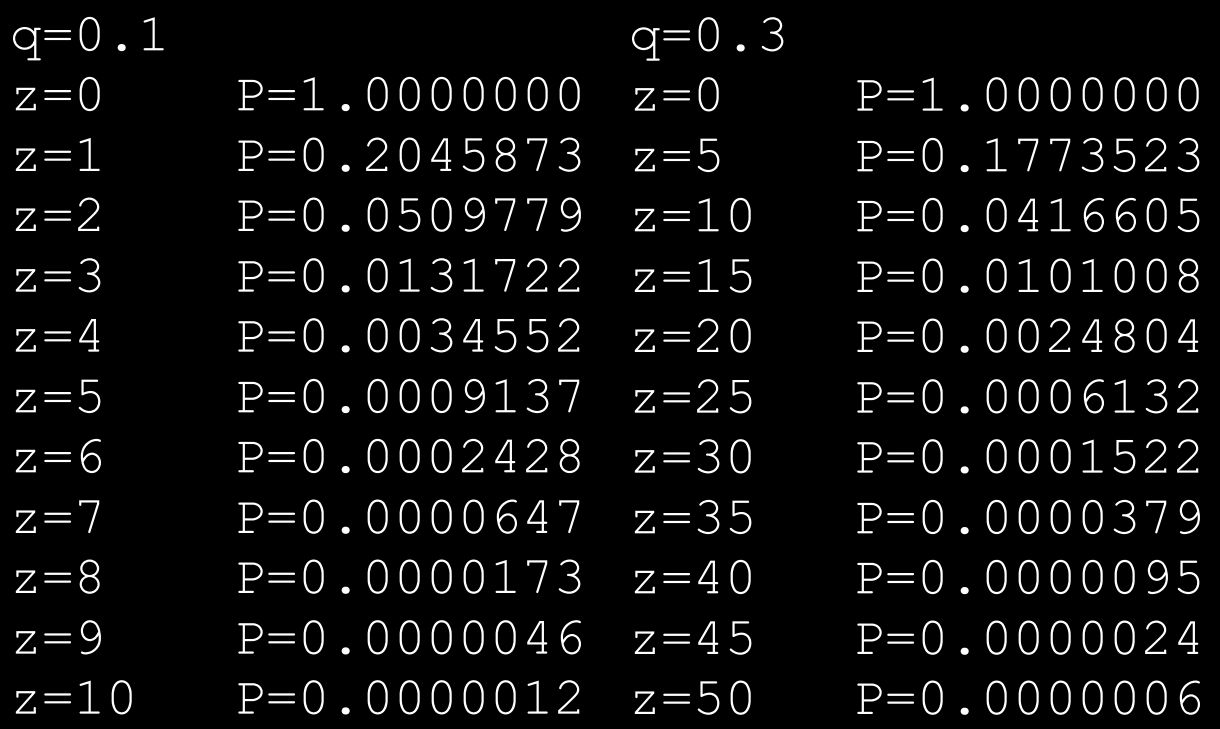 q=0.1 q=0.3
z=0 P=1.0000000 z=0 P=1.0000000
z=1 P=0.2045873 z=5 P=0.1773523
z=2 P=0.0509779 z=10 P=0.0416605
z=3 P=0.0131722 z=15 P=0.0101008
z=4 P=0.0034552 z=20 P=0.0024804
z=5 P=0.0009137 z=25 P=0.0006132
z=6 P=0.0002428 z=30 P=0.0001522
z=7 P=0.0000647 z=35 P=0.0000379
z=8 P=0.0000173 z=40 P=0.0000095
z=9 P=0.0000046 z=45 P=0.0000024
z=10 P=0.0000012 z=50 P=0.0000006